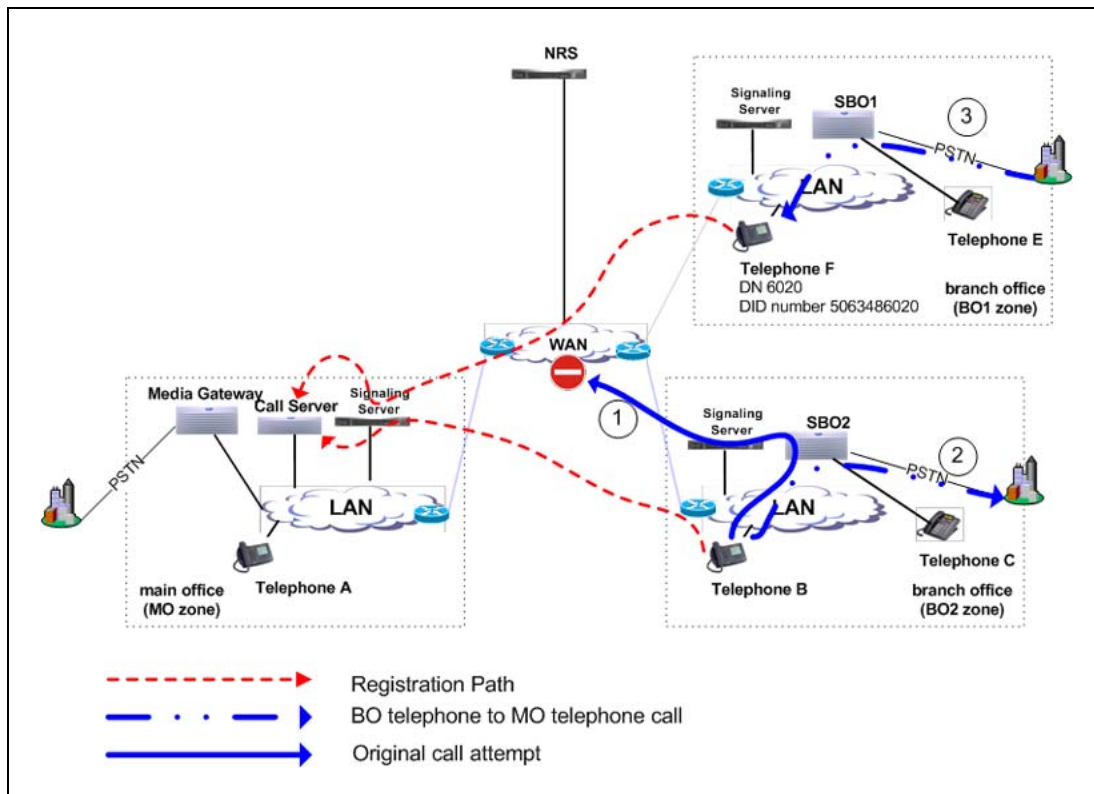 NRS
Signaling
Server
SBO1
3
PSTN
LAN
Telephone E
Telephone F
DN 6020
DID number 5063486020
branch office
(BO1 zone)
WAN
Media Gateway
Call Server
Signaling
Server
PSTN
LAN
Telephone A
main office
(MO zone)
1
Signaling
Server
SBO2
2
PSTN
LAN
Telephone C
Telephone B
branch office
(BO2 zone)
Registration Path
BO telephone to MO telephone call
Original call attempt